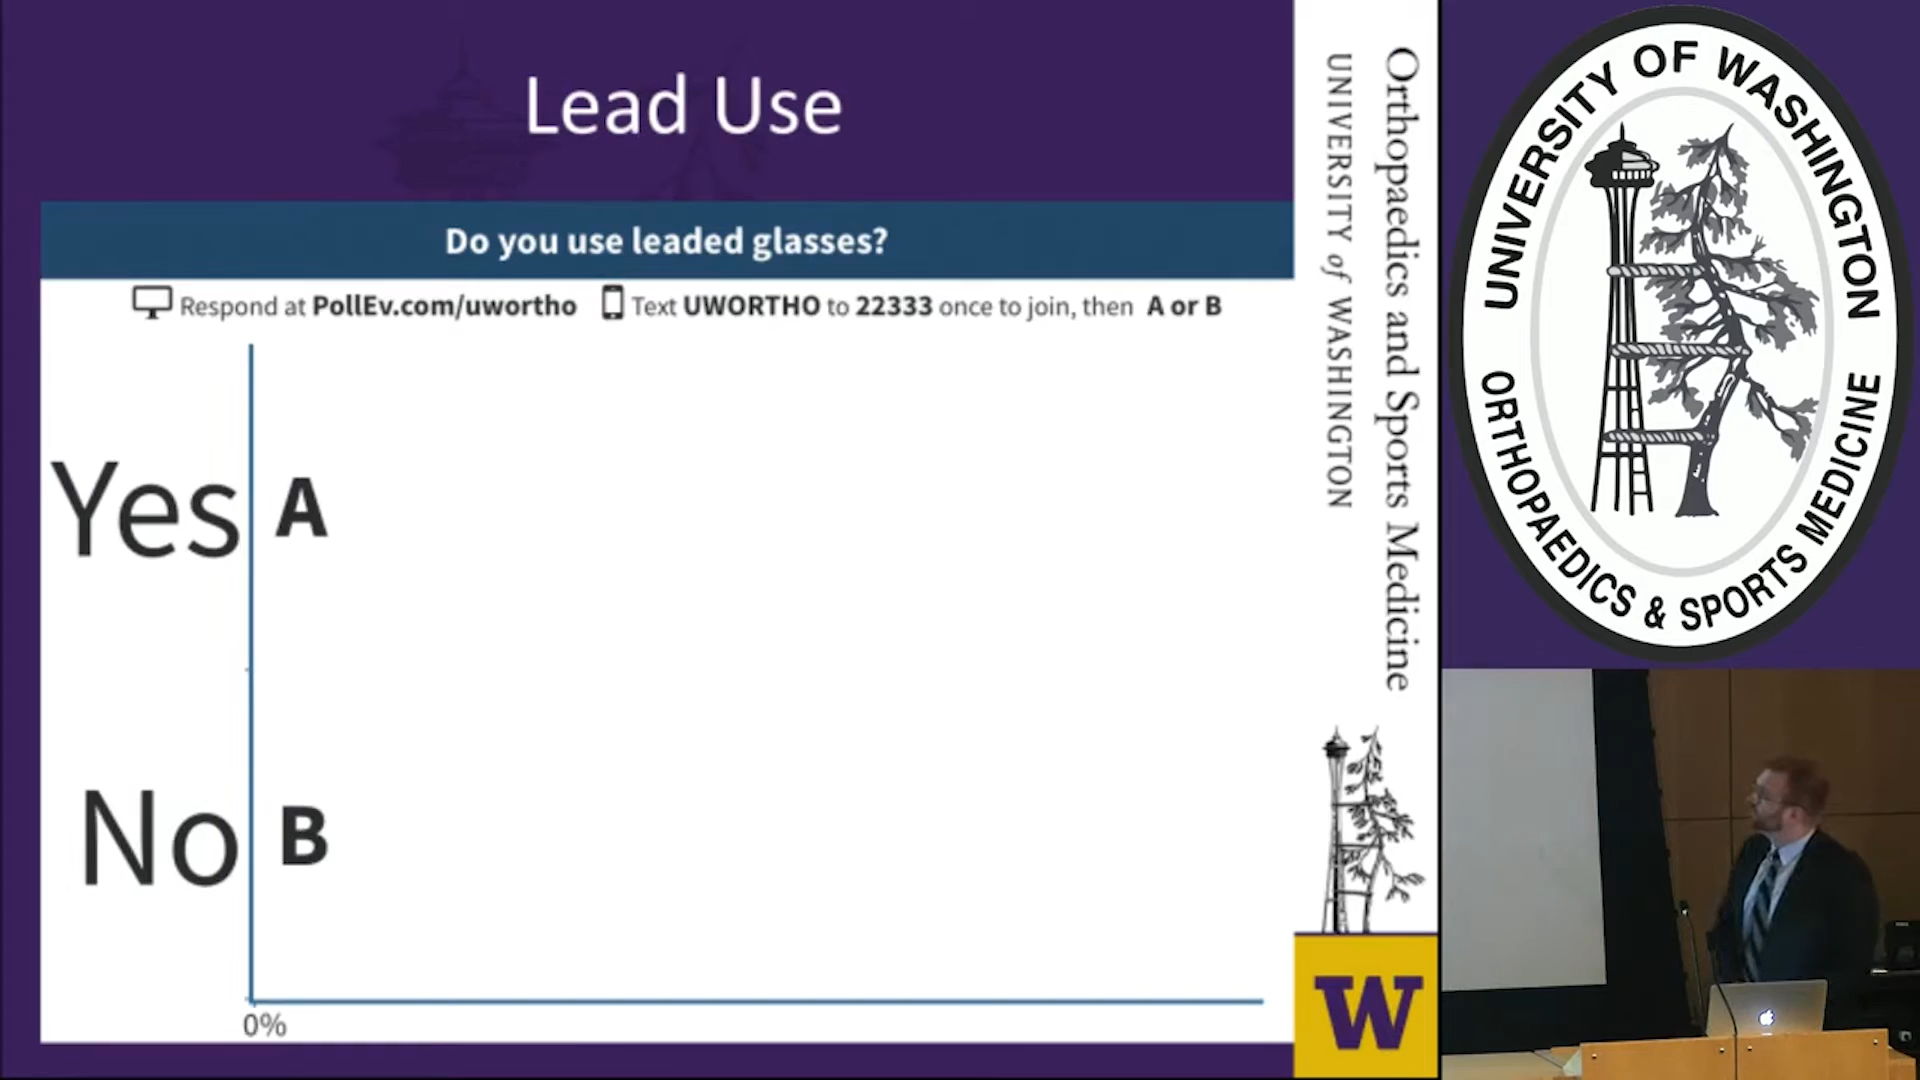 Lead Use
Do you use leaded glasses?
Respond at PollEv.com/uwortho Text UWORTHO to 22333 once to join, then A or B
Yes A
No B
0%
Orthopaedics and Sports Medicine
UNIVERSITY of WASHINGTON
W
UNIVERSITY OF WASHINGTON
ORTHOPAEDICS & SPORTS MEDICINE